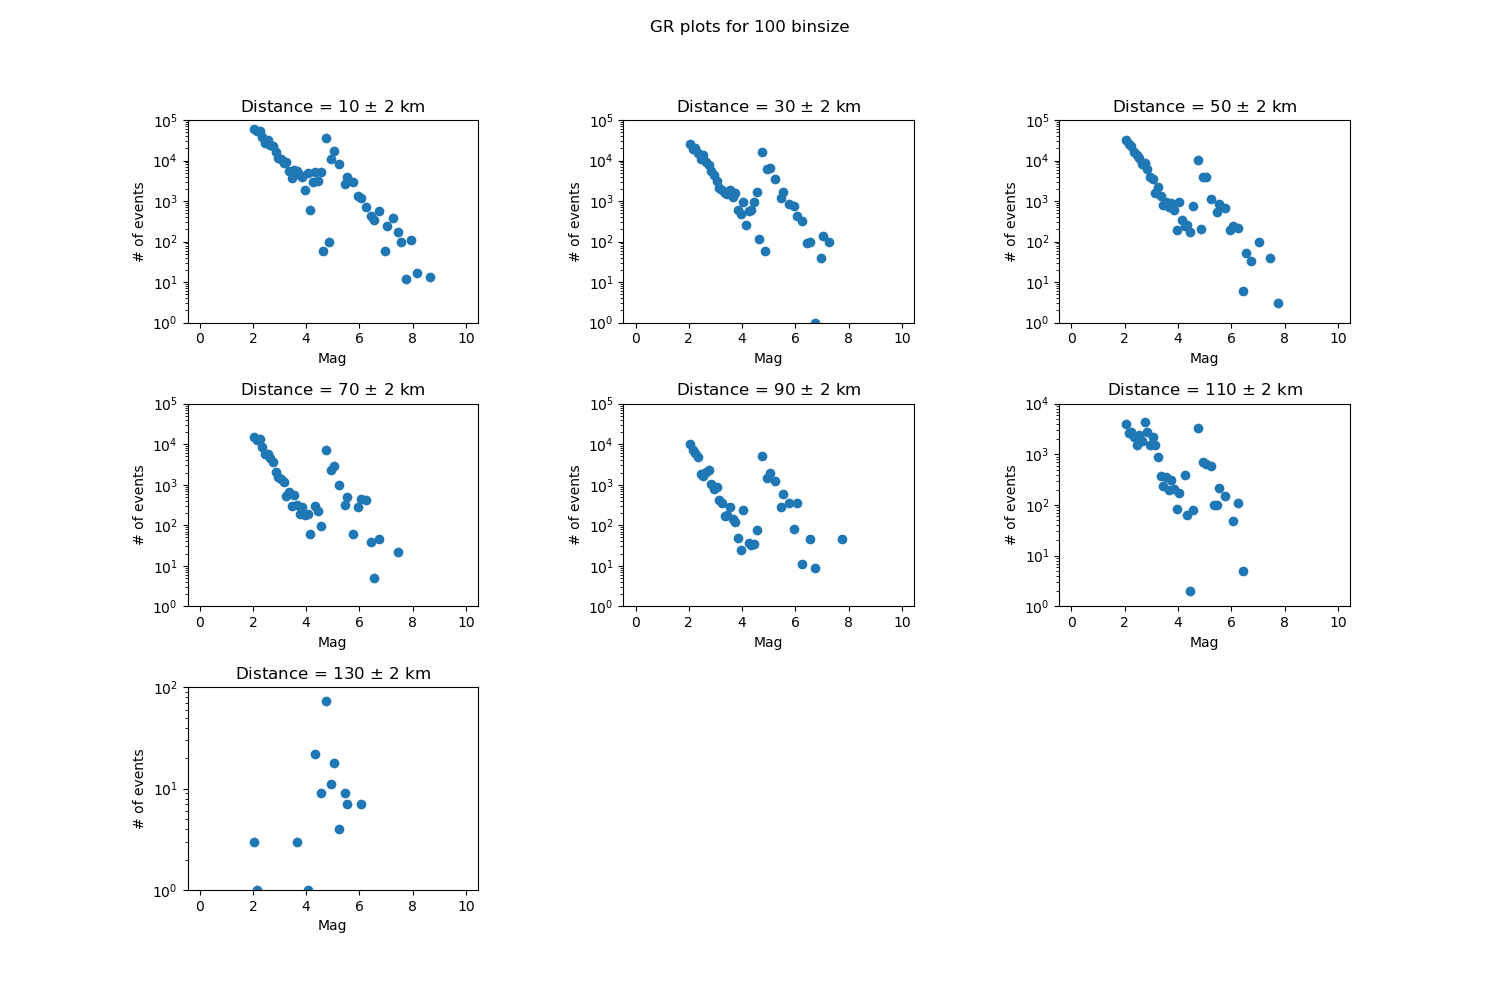 GR plots for 100 binsize
Distance = 10 ± 2 km
Distance = 30 ± 2 km
Distance = 50 ± 2 km
# of events
10^5
10^4
10^3
10^2
10^1
10^0
0 2 4 6 8 10
Mag
# of events
10^5
10^4
10^3
10^2
10^1
10^0
0 2 4 6 8 10
Mag
# of events
10^5
10^4
10^3
10^2
10^1
10^0
0 2 4 6 8 10
Mag
Distance = 70 ± 2 km
Distance = 90 ± 2 km
Distance = 110 ± 2 km
# of events
10^5
10^4
10^3
10^2
10^1
10^0
0 2 4 6 8 10
Mag
# of events
10^5
10^4
10^3
10^2
10^1
10^0
0 2 4 6 8 10
Mag
# of events
10^4
10^3
10^2
10^1
10^0
0 2 4 6 8 10
Mag
Distance = 130 ± 2 km
# of events
10^2
10^1
10^0
0 2 4 6 8 10
Mag